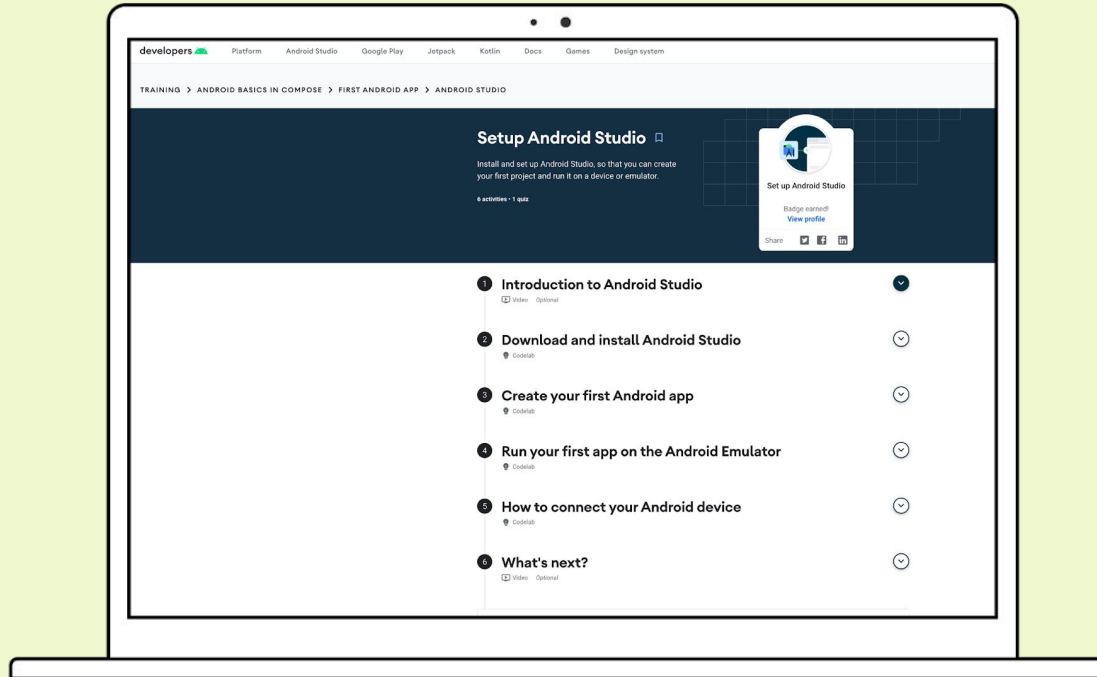 developers Platform Android Studio Google Play Jetpack Kotlin Docs Games Design system
TRAINING > ANDROID BASICS IN COMPOSE > FIRST ANDROID APP > ANDROID STUDIO
Setup Android Studio
Install and set up Android Studio, so that you can create
your first project and run it on a device or emulator.
6 activities • 1 quiz
AI
Set up Android Studio
Badge earned!
View profile
Share
1 Introduction to Android Studio
Video Optional
2 Download and install Android Studio
Codelab
3 Create your first Android app
Codelab
4 Run your first app on the Android Emulator
Codelab
5 How to connect your Android device
Codelab
6 What's next?
Video Optional